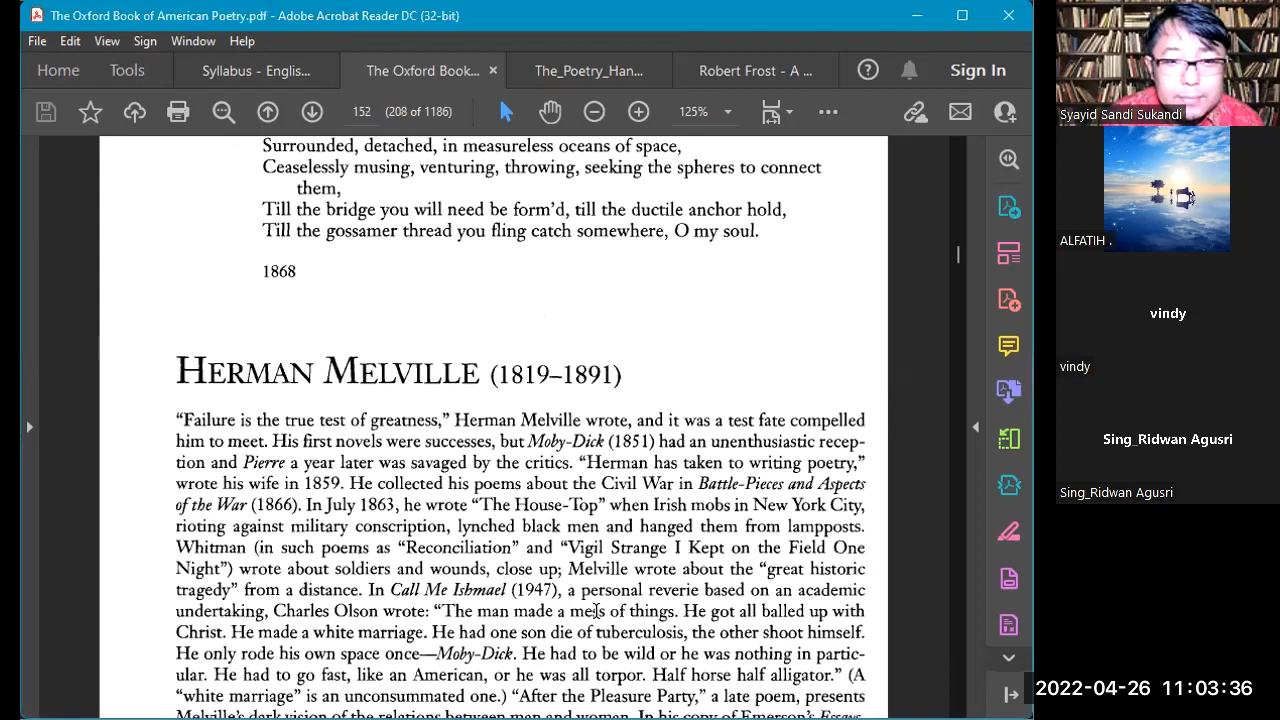 The Oxford Book of American Poetry.pdf - Adobe Acrobat Reader DC (32-bit)
File Edit View Sign Window Help
Home Tools Syllabus - Englis... The Oxford Book... The_Poetry_Han... Robert Frost - A ... Sign In
152 (208 of 1186) 125%
Surrounded, detached, in measureless oceans of space,
Ceaselessly musing, venturing, throwing, seeking the spheres to connect
them,
Till the bridge you will need be form'd, till the ductile anchor hold,
Till the gossamer thread you fling catch somewhere, O my soul.
1868
HERMAN MELVILLE (1819–1891)
“Failure is the true test of greatness,” Herman Melville wrote, and it was a test fate compelled
him to meet. His first novels were successes, but Moby-Dick (1851) had an unenthusiastic recep-
tion and Pierre a year later was savaged by the critics. “Herman has taken to writing poetry,”
wrote his wife in 1859. He collected his poems about the Civil War in Battle-Pieces and Aspects
of the War (1866). In July 1863, he wrote “The House-Top” when Irish mobs in New York City,
rioting against military conscription, lynched black men and hanged them from lampposts.
Whitman (in such poems as “Reconciliation” and “Vigil Strange I Kept on the Field One
Night”) wrote about soldiers and wounds, close up; Melville wrote about the “great historic
tragedy” from a distance. In Call Me Ishmael (1947), a personal reverie based on an academic
undertaking, Charles Olson wrote: “The man made a mess of things. He got all balled up with
Christ. He made a white marriage. He had one son die of tuberculosis, the other shoot himself.
He only rode his own space once—Moby-Dick. He had to be wild or he was nothing in partic-
ular. He had to go fast, like an American, or he was all torpor. Half horse half alligator.” (A
“white marriage” is an unconsummated one.) “After the Pleasure Party,” a late poem, presents
Melville's dark vision of the relations between man and woman. In his copy of Emerson's Essays,
Syayid Sandi Sukandi
ALFATIH .
vindy
vindy
Sing_Ridwan Agusri
Sing_Ridwan Agusri
2022-04-26 11:03:36